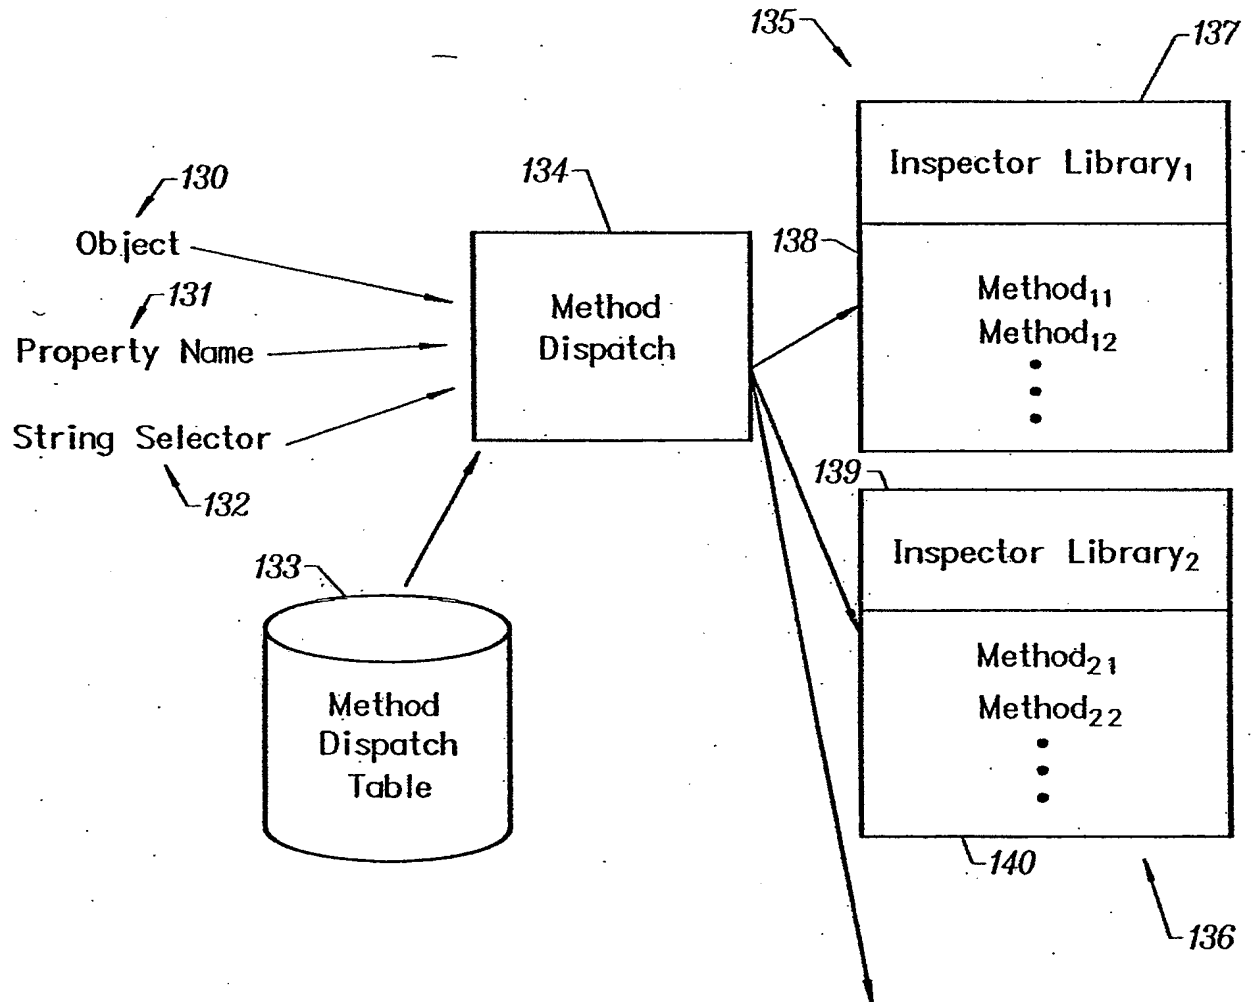 135
137
Inspector Library₁
130
134
Object
138
131
Method
Dispatch
Method₁₁
Method₁₂
Property Name
String Selector
132
139
Inspector Library₂
133
Method₂₁
Method₂₂
Method
Dispatch
Table
140
136